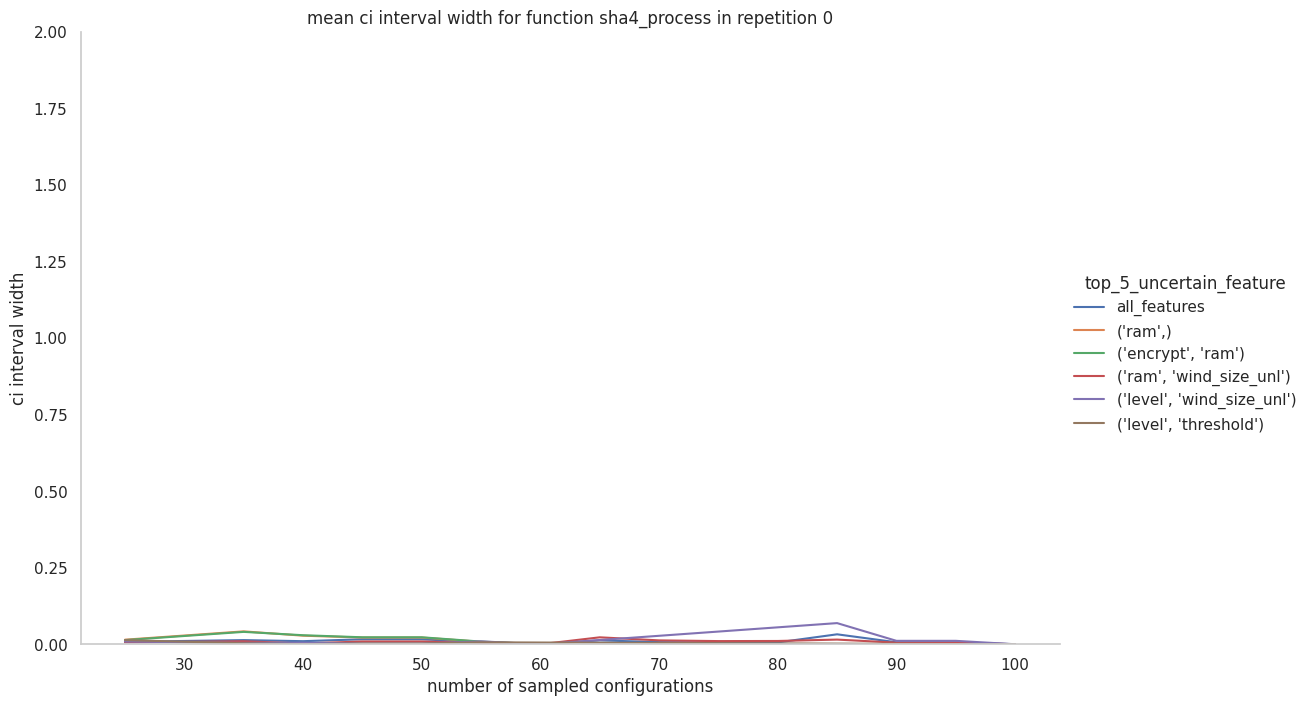 mean ci interval width for function sha4_process in repetition 0
2.00
1.75
1.50
1.25
1.00
0.75
0.50
0.25
0.00
ci interval width
30 40 50 60 70 80 90 100
number of sampled configurations
top_5_uncertain_feature
all_features
('ram',)
('encrypt', 'ram')
('ram', 'wind_size_unl')
('level', 'wind_size_unl')
('level', 'threshold')